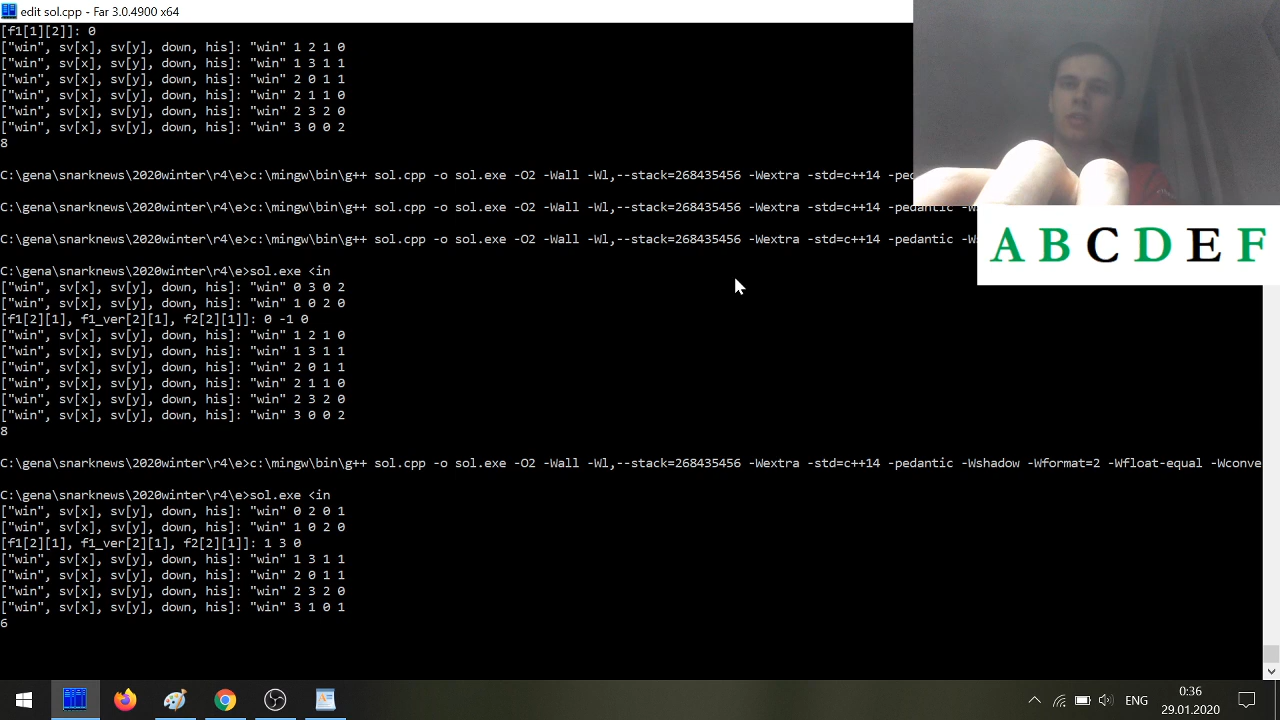 edit sol.cpp - Far 3.0.4900 x64
[f1[1][2]]: 0
["win", sv[x], sv[y], down, his]: "win" 1 2 1 0
["win", sv[x], sv[y], down, his]: "win" 1 3 1 1
["win", sv[x], sv[y], down, his]: "win" 2 0 1 1
["win", sv[x], sv[y], down, his]: "win" 2 1 1 0
["win", sv[x], sv[y], down, his]: "win" 2 3 2 0
["win", sv[x], sv[y], down, his]: "win" 3 0 0 2
8
C:\gena\snarknews\2020winter\r4\e>c:\mingw\bin\g++ sol.cpp -o sol.exe -O2 -Wall -Wl,--stack=268435456 -Wextra -std=c++14 -pe
C:\gena\snarknews\2020winter\r4\e>c:\mingw\bin\g++ sol.cpp -o sol.exe -O2 -Wall -Wl,--stack=268435456 -Wextra -std=c++14 -pedantic -W
C:\gena\snarknews\2020winter\r4\e>c:\mingw\bin\g++ sol.cpp -o sol.exe -O2 -Wall -Wl,--stack=268435456 -Wextra -std=c++14 -pedantic -W
A B C D E F
C:\gena\snarknews\2020winter\r4\e>sol.exe <in
["win", sv[x], sv[y], down, his]: "win" 0 3 0 2
["win", sv[x], sv[y], down, his]: "win" 1 0 2 0
[f1[2][1], f1_ver[2][1], f2[2][1]]: 0 -1 0
["win", sv[x], sv[y], down, his]: "win" 1 2 1 0
["win", sv[x], sv[y], down, his]: "win" 1 3 1 1
["win", sv[x], sv[y], down, his]: "win" 2 0 1 1
["win", sv[x], sv[y], down, his]: "win" 2 1 1 0
["win", sv[x], sv[y], down, his]: "win" 2 3 2 0
["win", sv[x], sv[y], down, his]: "win" 3 0 0 2
8
C:\gena\snarknews\2020winter\r4\e>c:\mingw\bin\g++ sol.cpp -o sol.exe -O2 -Wall -Wl,--stack=268435456 -Wextra -std=c++14 -pedantic -Wshadow -Wformat=2 -Wfloat-equal -Wconve
C:\gena\snarknews\2020winter\r4\e>sol.exe <in
["win", sv[x], sv[y], down, his]: "win" 0 2 0 1
["win", sv[x], sv[y], down, his]: "win" 1 0 2 0
[f1[2][1], f1_ver[2][1], f2[2][1]]: 1 3 0
["win", sv[x], sv[y], down, his]: "win" 1 3 1 1
["win", sv[x], sv[y], down, his]: "win" 2 0 1 1
["win", sv[x], sv[y], down, his]: "win" 2 3 2 0
["win", sv[x], sv[y], down, his]: "win" 3 1 0 1
6
ENG
0:36
29.01.2020